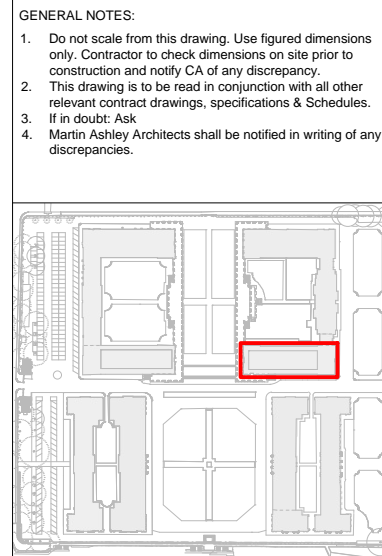 GENERAL NOTES:
1. Do not scale from this drawing. Use figured dimensions
only. Contractor to check dimensions on site prior to
construction and notify CA of any discrepancy.
2. This drawing is to be read in conjunction with all other
relevant contract drawings, specifications & Schedules.
3. If in doubt: Ask
4. Martin Ashley Architects shall be notified in writing of any
discrepancies.